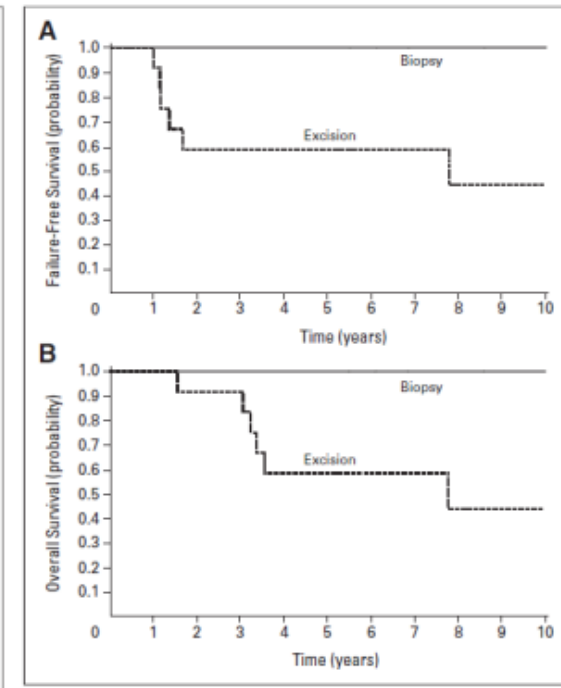 A
Failure-Free Survival (probability)
1.0
0.9
0.8
0.7
0.6
0.5
0.4
0.3
0.2
0.1
0
Biopsy
Excision
1 2 3 4 5 6 7 8 9 10
Time (years)
B
Overall Survival (probability)
1.0
0.9
0.8
0.7
0.6
0.5
0.4
0.3
0.2
0.1
0
Biopsy
Excision
1 2 3 4 5 6 7 8 9 10
Time (years)